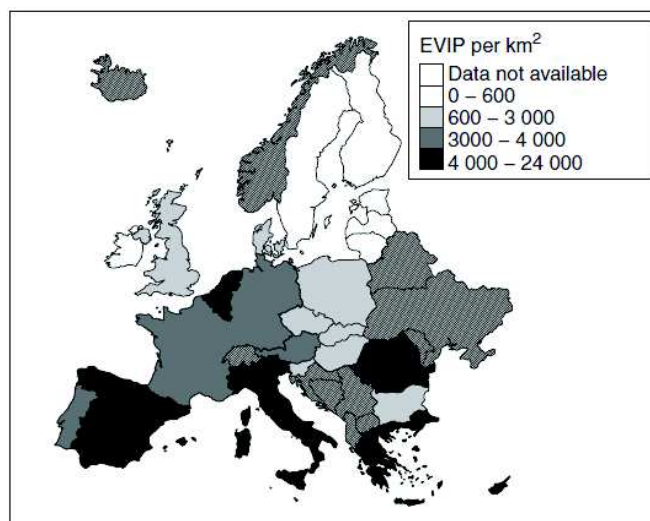 EVIP per km²
Data not available
0 – 600
600 – 3 000
3000 – 4 000
4 000 – 24 000